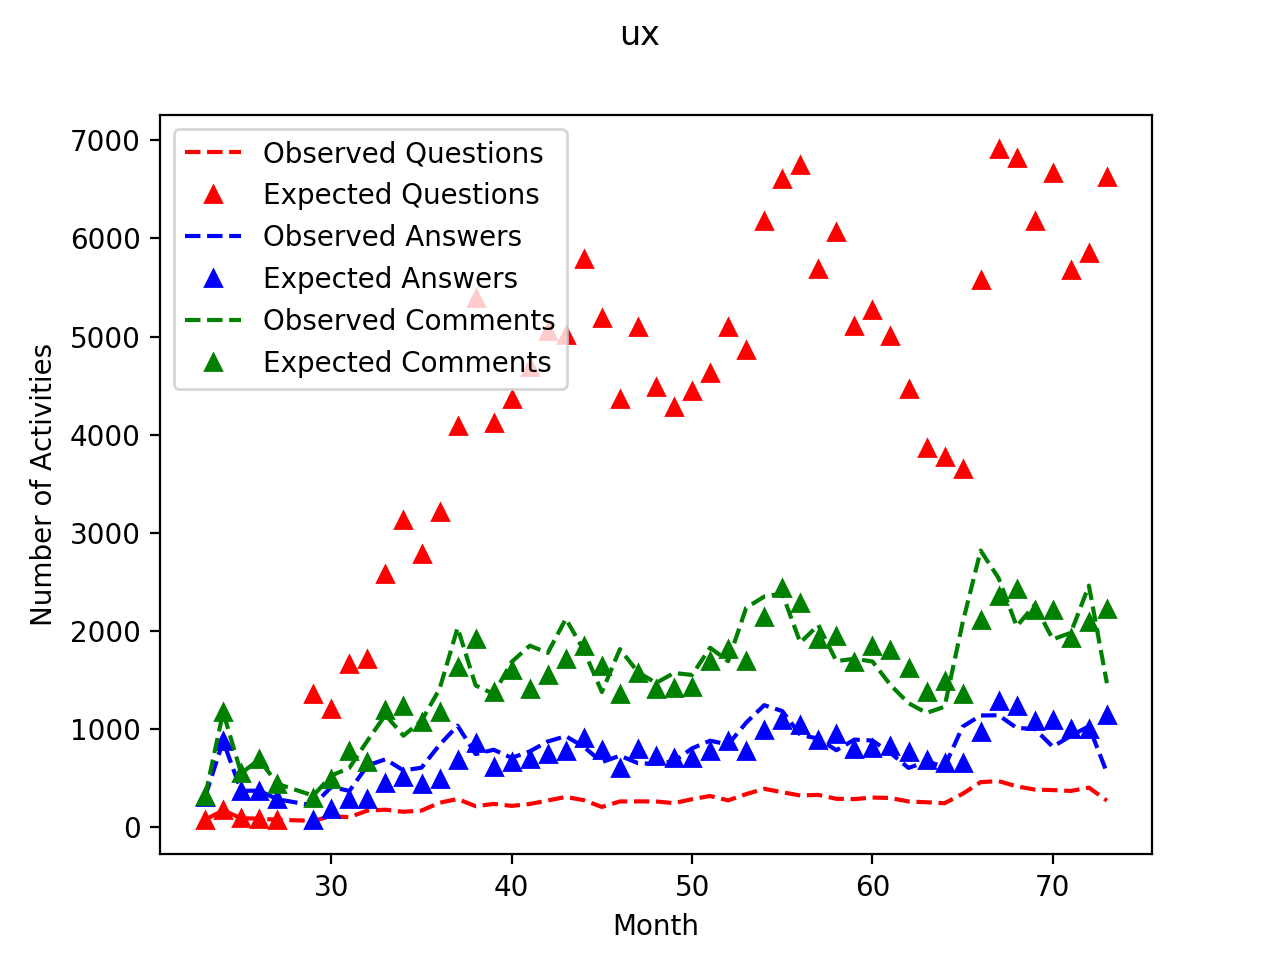 ux
7000
6000
5000
4000
3000
2000
1000
0
Number of Activities
Observed Questions
Expected Questions
Observed Answers
Expected Answers
Observed Comments
Expected Comments
30
40
50
60
70
Month